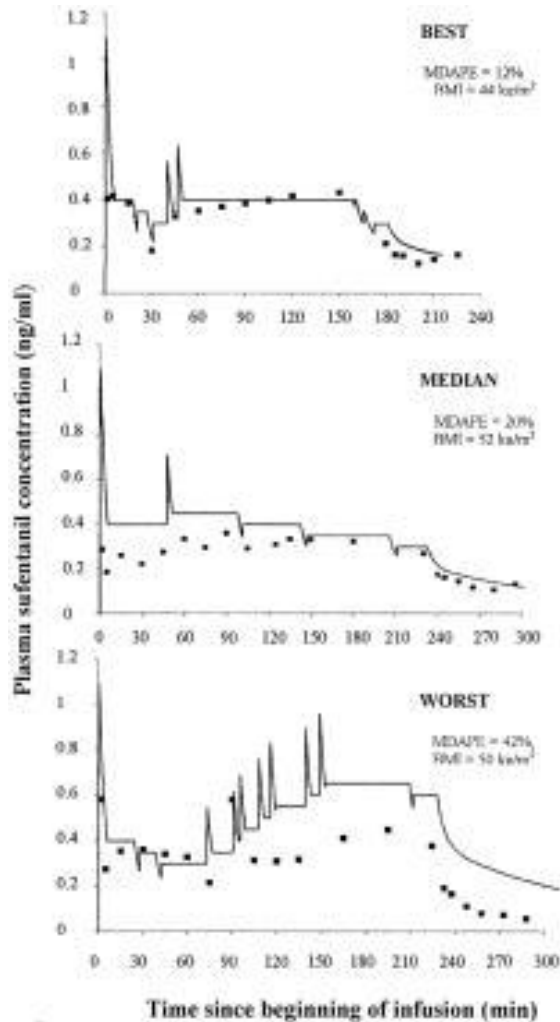 Plasma sufentanil concentration (ng/ml)
BEST
MDAPE = 12%
BMI = 44 kg/m²
1.2
1
0.8
0.6
0.4
0.2
0
0 30 60 90 120 150 180 210 240
MEDIAN
MDAPE = 20%
BMI = 52 kg/m²
1.2
1
0.8
0.6
0.4
0.2
0
0 30 60 90 120 150 180 210 240 270 300
WORST
MDAPE = 42%
BMI = 50 kg/m²
1.2
1
0.8
0.6
0.4
0.2
0
0 30 60 90 120 150 180 210 240 270 300
Time since beginning of infusion (min)